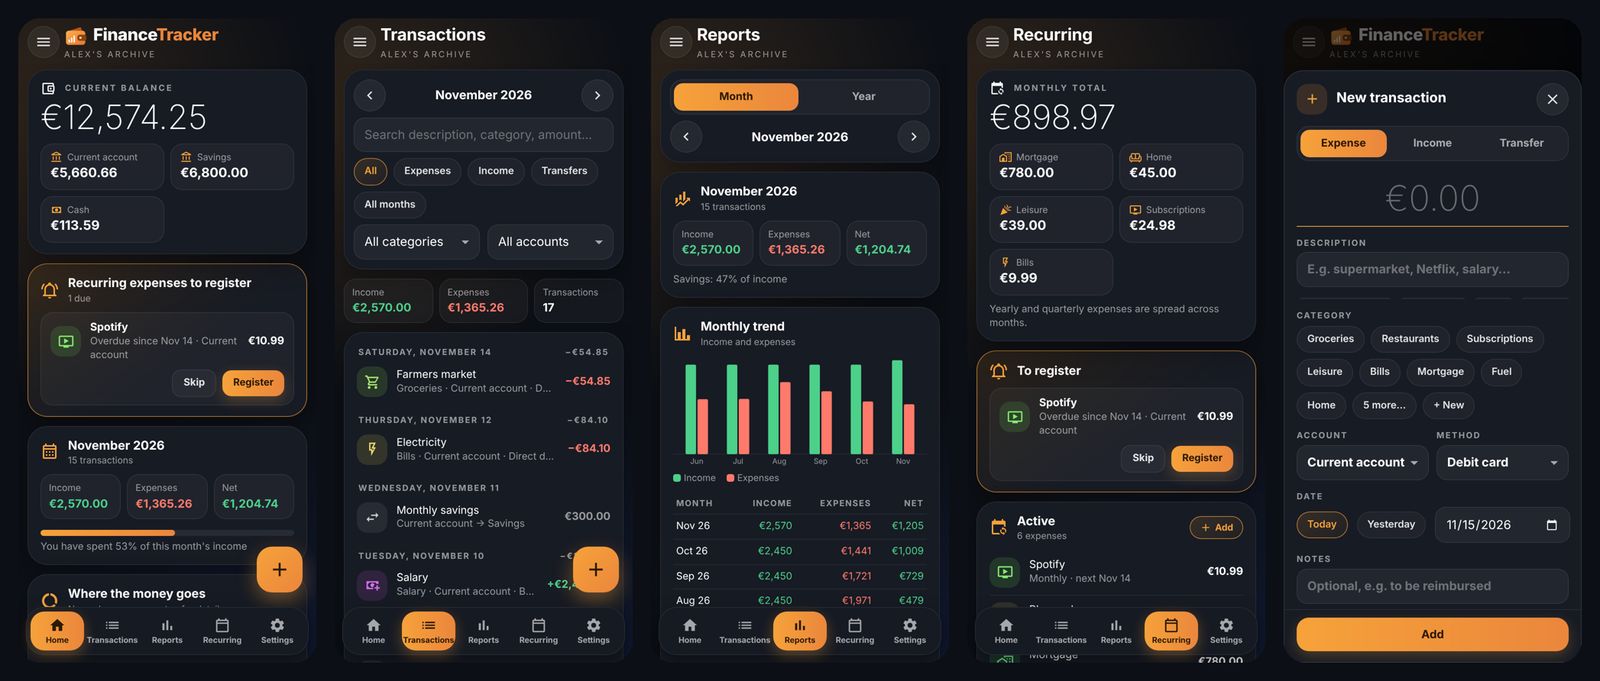 FinanceTracker
ALEX'S ARCHIVE
CURRENT BALANCE
€12,574.25
Current account
€5,660.66
Savings
€6,800.00
Cash
€113.59
Recurring expenses to register
1 due
Spotify
Overdue since Nov 14 · Current account
€10.99
Skip
Register
November 2026
15 transactions
Income
€2,570.00
Expenses
€1,365.26
Net
€1,204.74
You have spent 53% of this month's income
Where the money goes
Home
Transactions
Reports
Recurring
Settings
Transactions
ALEX'S ARCHIVE
November 2026
Search description, category, amount...
All
Expenses
Income
Transfers
All months
All categories
All accounts
Income
€2,570.00
Expenses
€1,365.26
Transactions
17
SATURDAY, NOVEMBER 14
−€54.85
Farmers market
Groceries · Current account · D...
−€54.85
THURSDAY, NOVEMBER 12
−€84.10
Electricity
Bills · Current account · Direct d...
−€84.10
WEDNESDAY, NOVEMBER 11
Monthly savings
Current account → Savings
€300.00
TUESDAY, NOVEMBER 10
Salary
Salary · Current account · B...
Home
Transactions
Reports
Recurring
Settings
Reports
ALEX'S ARCHIVE
Month
Year
November 2026
November 2026
15 transactions
Income
€2,570.00
Expenses
€1,365.26
Net
€1,204.74
Savings: 47% of income
Monthly trend
Income and expenses
Jun Jul Aug Sep Oct Nov
Income Expenses
MONTH INCOME EXPENSES NET
Nov 26 €2,570 €1,365 €1,205
Oct 26 €2,450 €1,441 €1,009
Sep 26 €2,450 €1,721 €729
Aug 26 €2,450 €1,971 €479
Home
Transactions
Reports
Recurring
Settings
Recurring
ALEX'S ARCHIVE
MONTHLY TOTAL
€898.97
Mortgage
€780.00
Home
€45.00
Leisure
€39.00
Subscriptions
€24.98
Bills
€9.99
Yearly and quarterly expenses are spread across
months.
To register
Spotify
Overdue since Nov 14 · Current
account
€10.99
Skip
Register
Active
6 expenses
+ Add
Spotify
Monthly · next Nov 14
€10.99
Home
Transactions
Reports
Recurring
Settings
Mortgage
€780.00
FinanceTracker
ALEX'S ARCHIVE
New transaction
Expense
Income
Transfer
€0.00
DESCRIPTION
E.g. supermarket, Netflix, salary...
CATEGORY
Groceries
Restaurants
Subscriptions
Leisure
Bills
Mortgage
Fuel
Home
5 more...
+ New
ACCOUNT
Current account
METHOD
Debit card
DATE
Today
Yesterday
11/15/2026
NOTES
Optional, e.g. to be reimbursed
Add